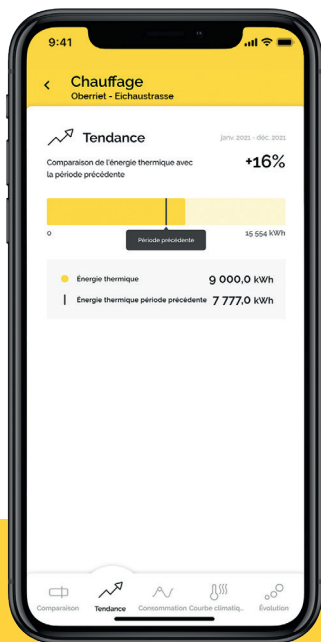 9:41
Chauffage
Oberriet - Eichaustrasse
Tendance
janv. 2021 - déc. 2021
Comparaison de l'énergie thermique avec
la période précédente
+16%
0
Période précédente
15 554 kWh
Énergie thermique
9 000,0 kWh
Énergie thermique période précédente
7 777,0 kWh
Comparaison
Tendance
Consommation
Courbe climatiq..
Évolution